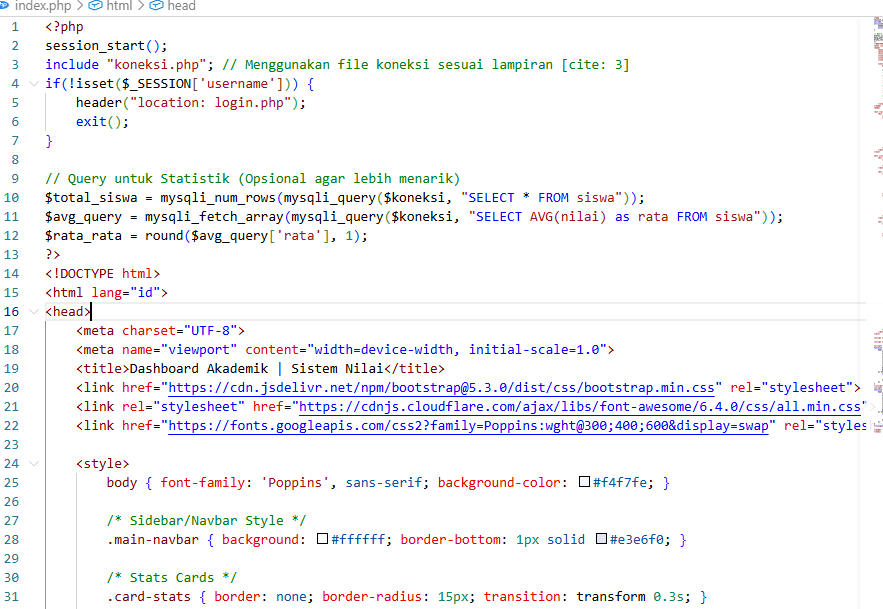 index.php > html > head
1 <?php
2 session_start();
3 include "koneksi.php"; // Menggunakan file koneksi sesuai lampiran [cite: 3]
4 if(!isset($_SESSION['username'])) {
5 header("location: login.php");
6 exit();
7 }
8
9 // Query untuk Statistik (Opsional agar lebih menarik)
10 $total_siswa = mysqli_num_rows(mysqli_query($koneksi, "SELECT * FROM siswa"));
11 $avg_query = mysqli_fetch_array(mysqli_query($koneksi, "SELECT AVG(nilai) as rata FROM siswa"));
12 $rata_rata = round($avg_query['rata'], 1);
13 ?>
14 <!DOCTYPE html>
15 <html lang="id">
16 <head>
17 <meta charset="UTF-8">
18 <meta name="viewport" content="width=device-width, initial-scale=1.0">
19 <title>Dashboard Akademik | Sistem Nilai</title>
20 <link href="https://cdn.jsdelivr.net/npm/bootstrap@5.3.0/dist/css/bootstrap.min.css" rel="stylesheet">
21 <link rel="stylesheet" href="https://cdnjs.cloudflare.com/ajax/libs/font-awesome/6.4.0/css/all.min.css"
22 <link href="https://fonts.googleapis.com/css2?family=Poppins:wght@300;400;600&display=swap" rel="styles
23
24 <style>
25 body { font-family: 'Poppins', sans-serif; background-color: #f4f7fe; }
26
27 /* Sidebar/Navbar Style */
28 .main-navbar { background: #ffffff; border-bottom: 1px solid #e3e6f0; }
29
30 /* Stats Cards */
31 .card-stats { border: none; border-radius: 15px; transition: transform 0.3s; }